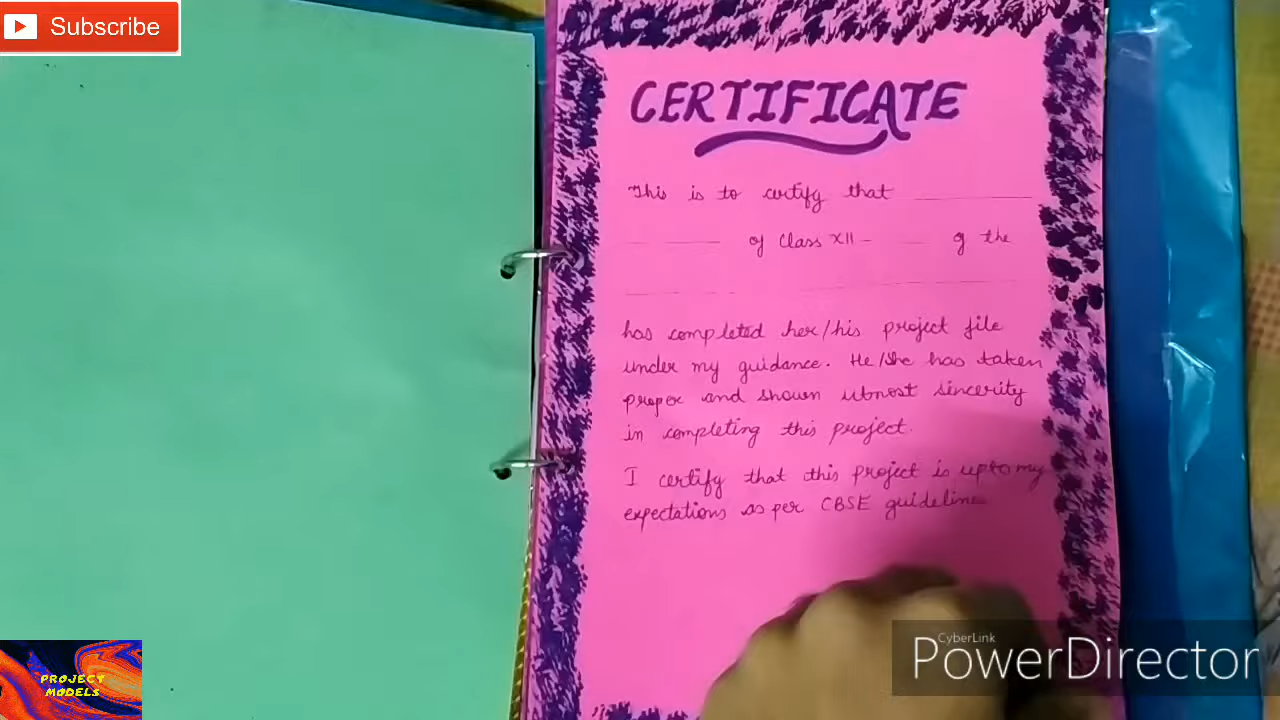 Subscribe
CERTIFICATE
This is to certify that
of Class XII -
of the
has completed her/his project file
under my guidance. He/She has taken
proper and shown utmost sincerity
in completing this project.
I certify that this project is upto my
expectations as per CBSE guideline
PROJECT
MODELS
CyberLink
PowerDirector